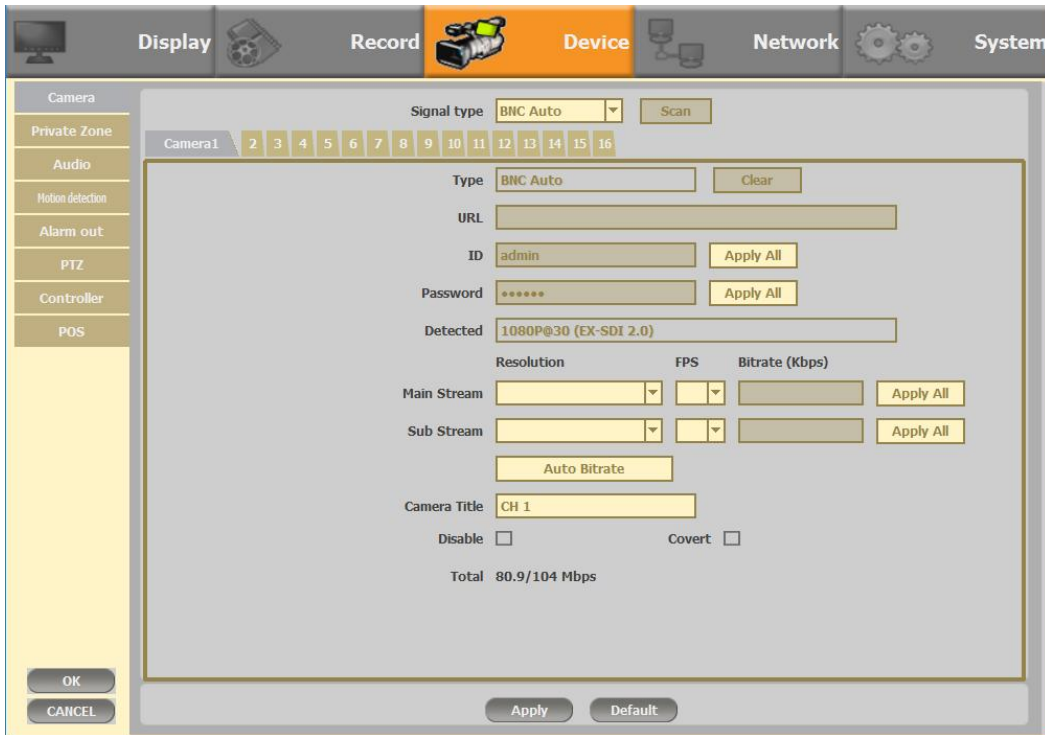 Display Record Device Network System
Camera
Private Zone
Audio
Motion detection
Alarm out
PTZ
Controller
POS
OK
CANCEL
Signal type BNC Auto Scan
Camera1 2 3 4 5 6 7 8 9 10 11 12 13 14 15 16
Type BNC Auto Clear
URL
ID admin Apply All
Password •••••• Apply All
Detected 1080P@30 (EX-SDI 2.0)
Resolution FPS Bitrate (Kbps)
Main Stream Apply All
Sub Stream Apply All
Auto Bitrate
Camera Title CH 1
Disable Covert
Total 80.9/104 Mbps
Apply Default